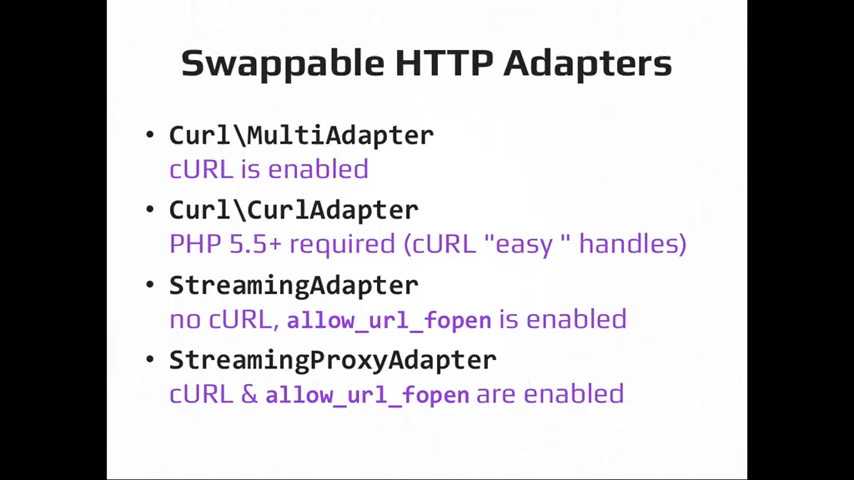 Swappable HTTP Adapters
• Curl\MultiAdapter
cURL is enabled
• Curl\CurlAdapter
PHP 5.5+ required (cURL "easy " handles)
• StreamingAdapter
no cURL, allow_url_fopen is enabled
• StreamingProxyAdapter
cURL & allow_url_fopen are enabled